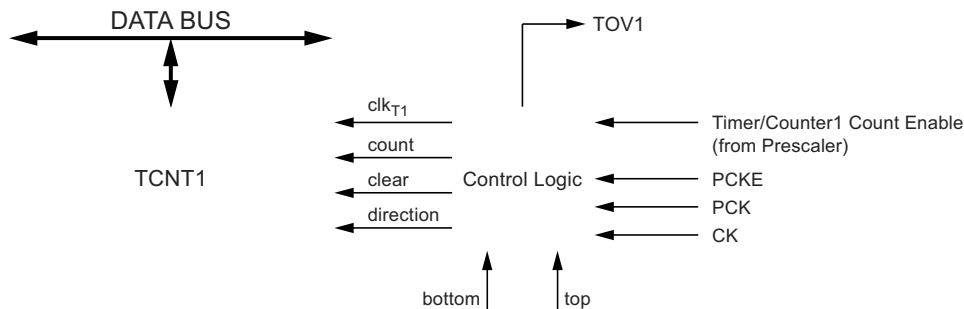 DATA BUS
TOV1
clkT1
Timer/Counter1 Count Enable
(from Prescaler)
count
TCNT1
clear
Control Logic
PCKE
PCK
direction
CK
bottom
top